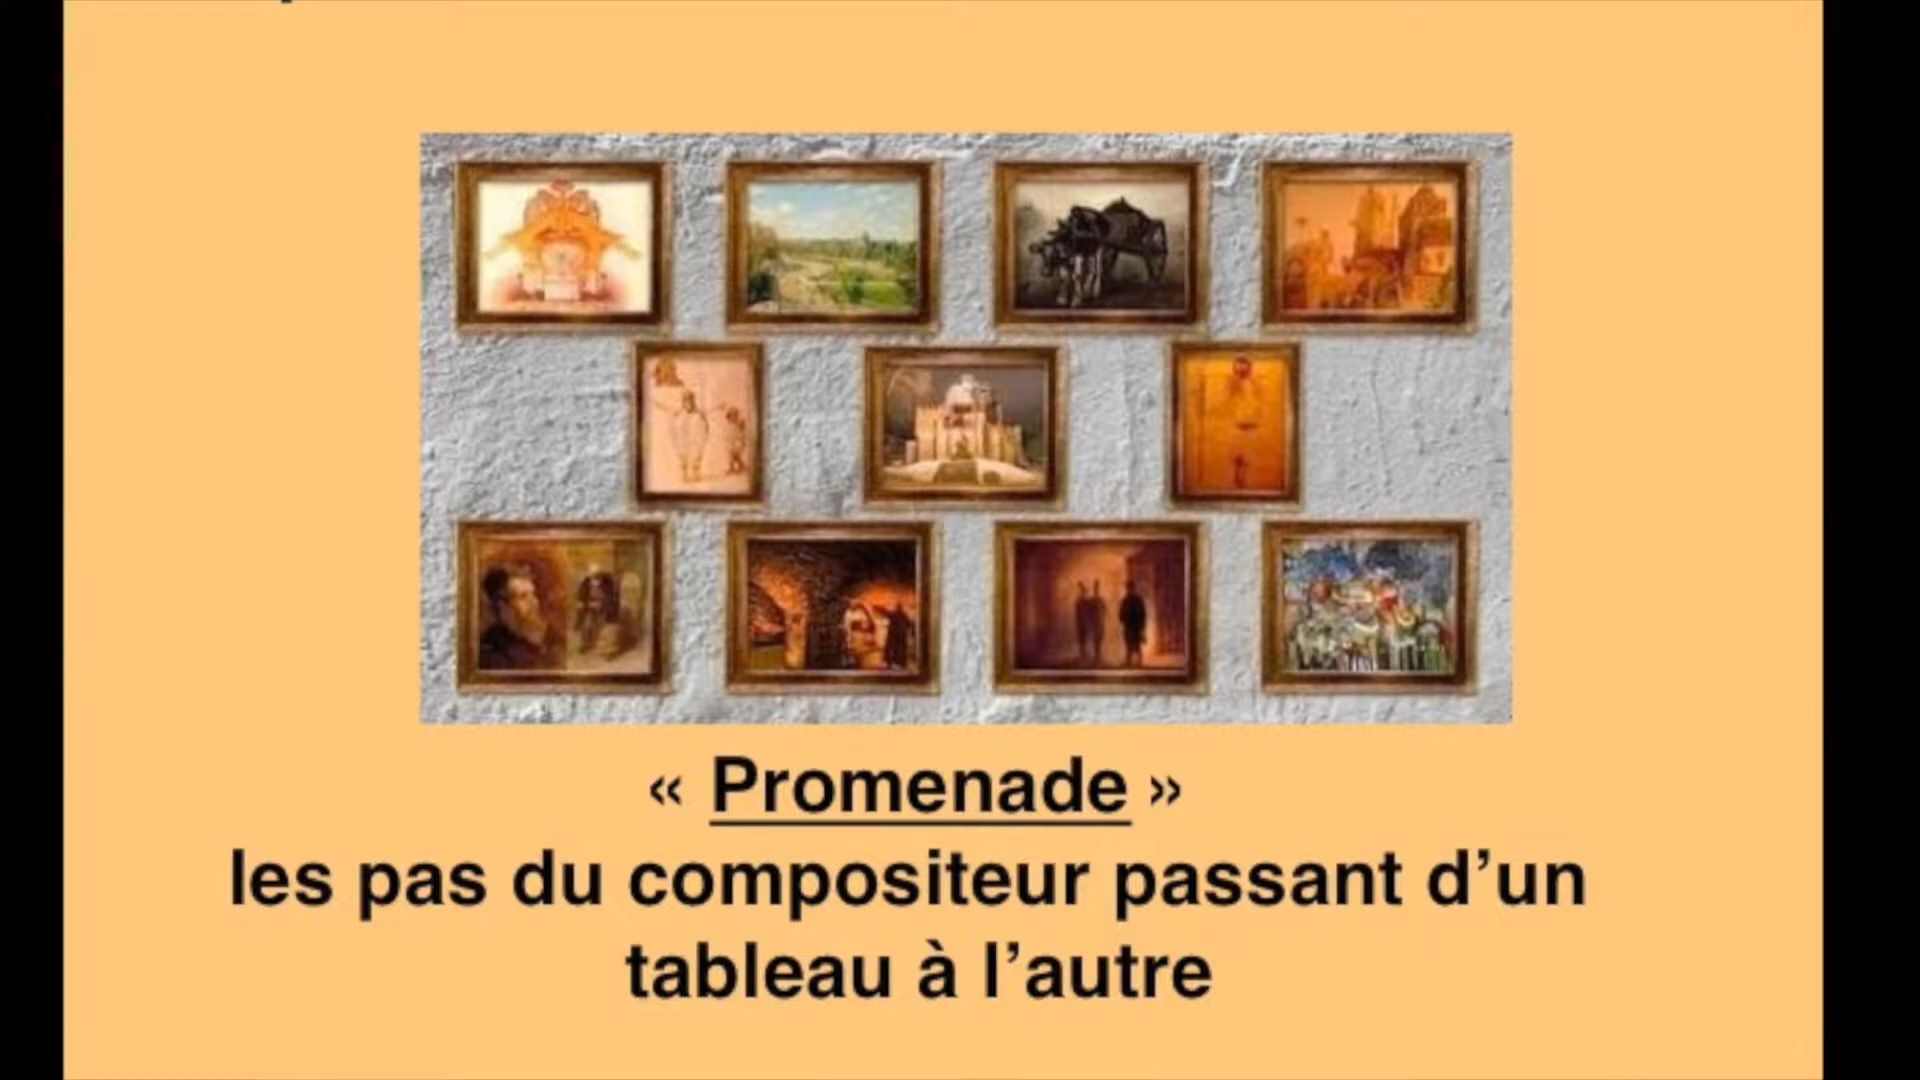 « Promenade »
les pas du compositeur passant d’un
tableau à l’autre